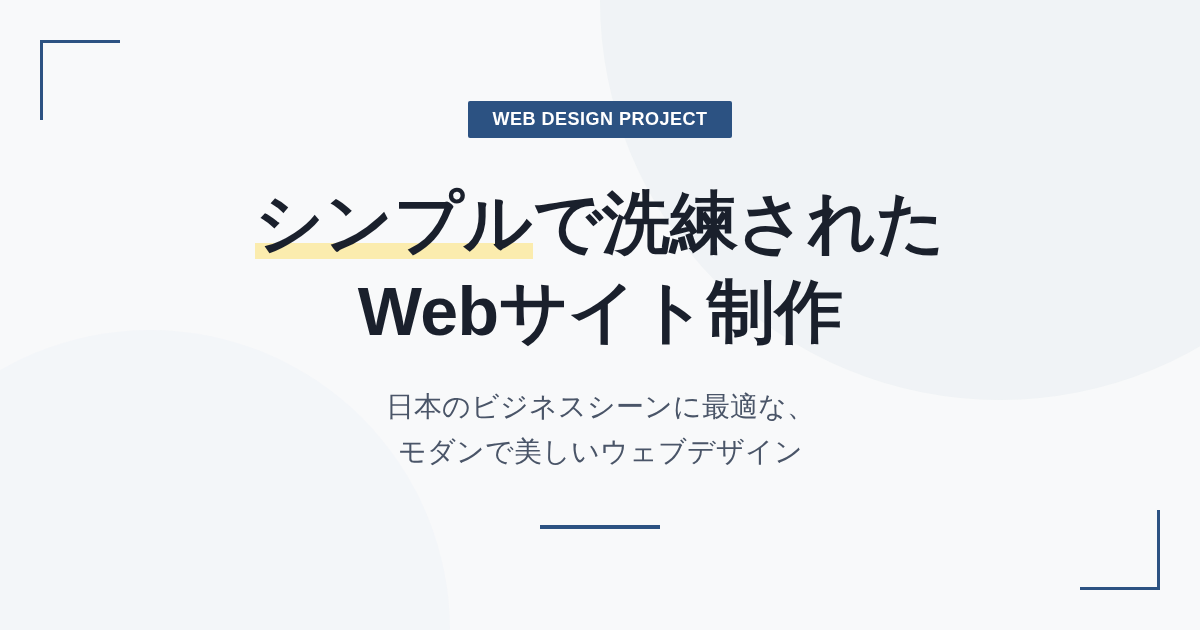 WEB DESIGN PROJECT
シンプルで洗練された
Webサイト制作
日本のビジネスシーンに最適な、
モダンで美しいウェブデザイン